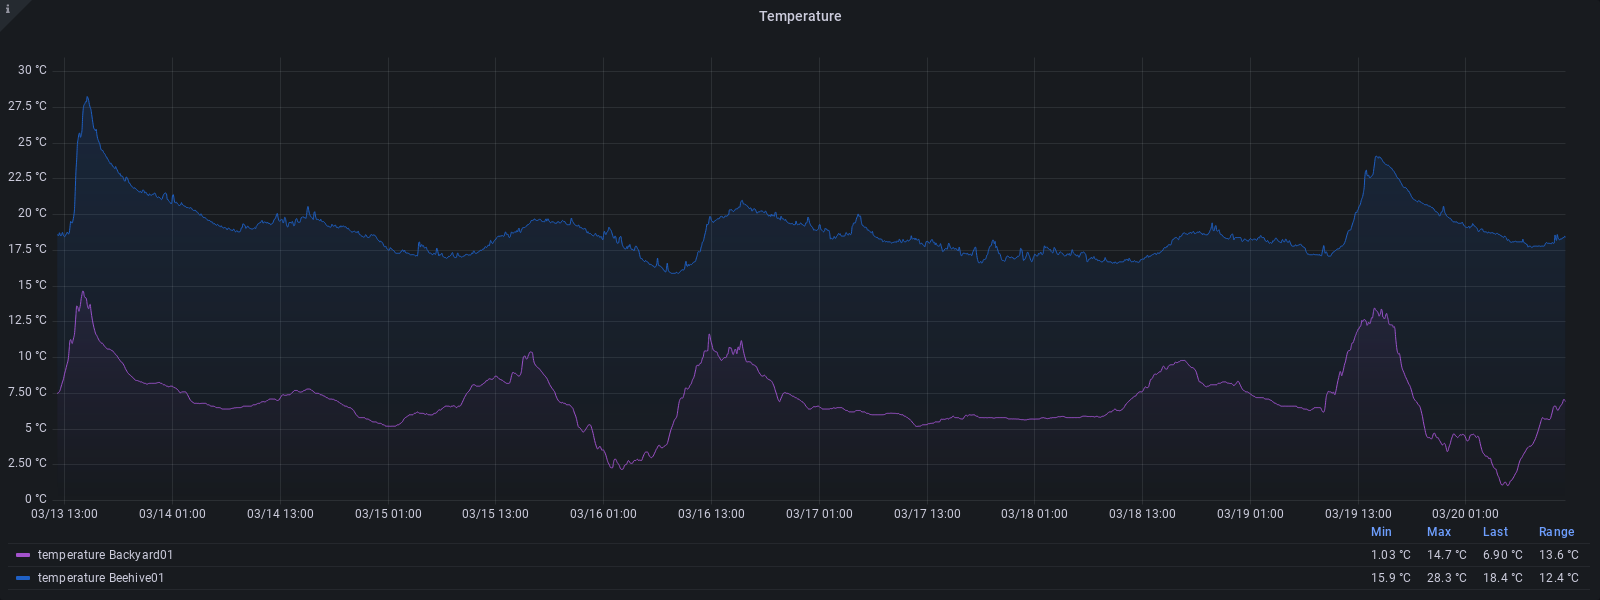 i
Temperature
30 °C
27.5 °C
25 °C
22.5 °C
20 °C
17.5 °C
15 °C
12.5 °C
10 °C
7.50 °C
5 °C
2.50 °C
0 °C
03/13 13:00 03/14 01:00 03/14 13:00 03/15 01:00 03/15 13:00 03/16 01:00 03/16 13:00 03/17 01:00 03/17 13:00 03/18 01:00 03/18 13:00 03/19 01:00 03/19 13:00 03/20 01:00
Min Max Last Range
temperature Backyard01 1.03 °C 14.7 °C 6.90 °C 13.6 °C
temperature Beehive01 15.9 °C 28.3 °C 18.4 °C 12.4 °C